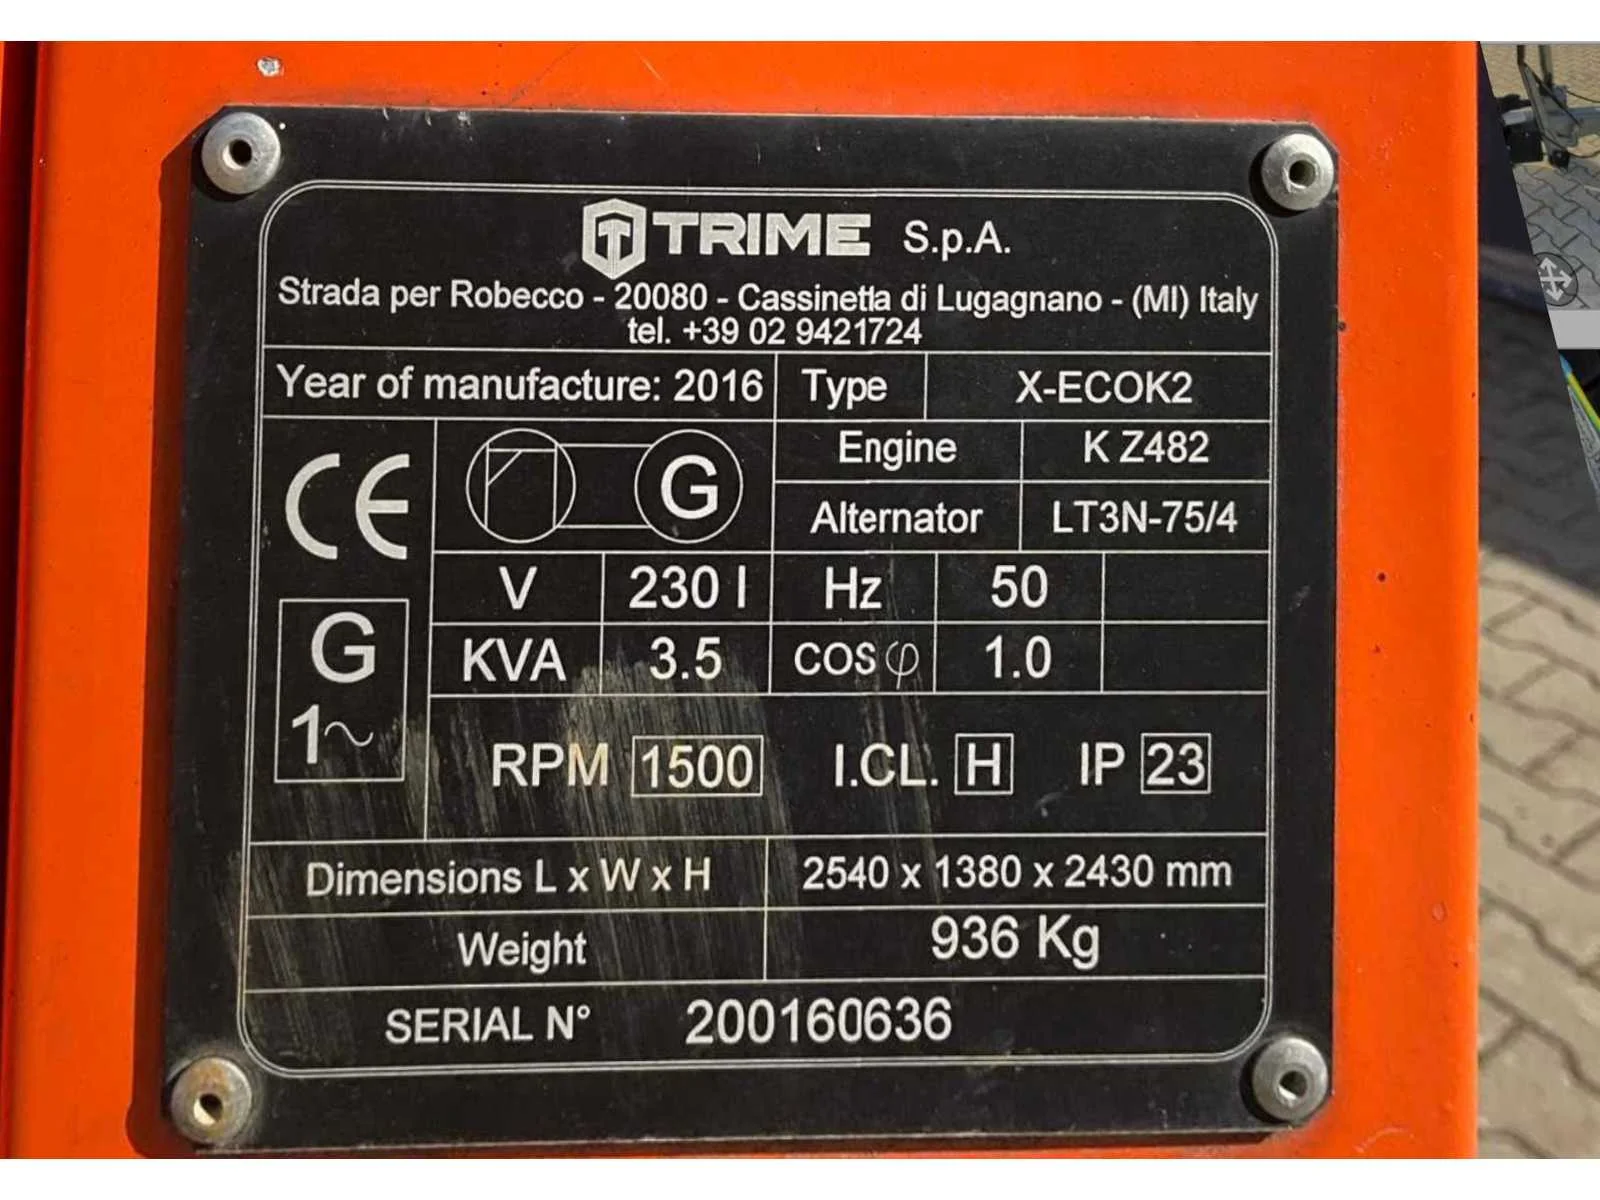 TRIME S.p.A.
Strada per Robecco - 20080 - Cassinetta di Lugagnano - (MI) Italy
tel. +39 02 9421724
Year of manufacture: 2016 Type X-ECOK2
Engine K Z482
G
Alternator LT3N-75/4
CE
V 230 I Hz 50
KVA 3.5 COS φ 1.0
G
1~
RPM 1500 I.CL. H IP 23
Dimensions L x W x H 2540 x 1380 x 2430 mm
Weight 936 Kg
SERIAL N° 200160636